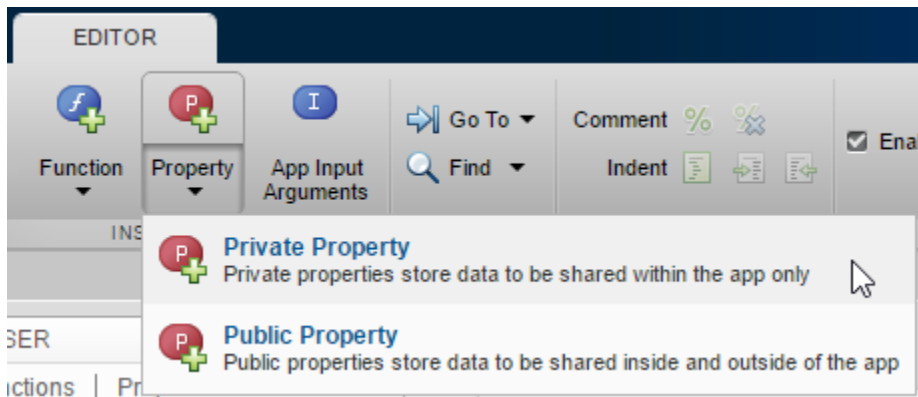 EDITOR
Function
Property
App Input
Arguments
Go To
Find
Comment
Indent
INS
Private Property
Private properties store data to be shared within the app only
Public Property
Public properties store data to be shared inside and outside of the app